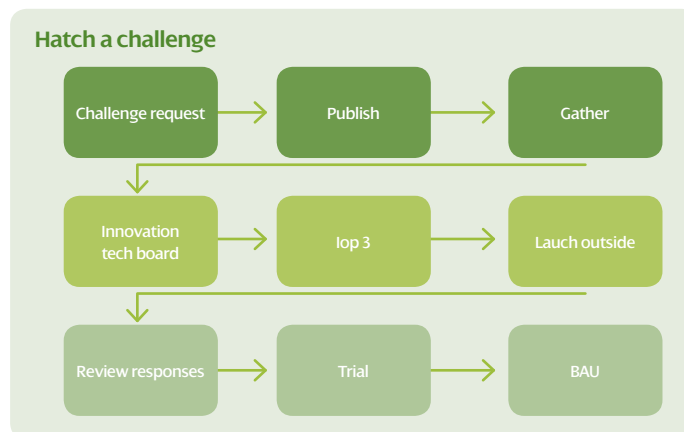 Hatch a challenge
Challenge request
Publish
Gather
Innovation
tech board
Iop 3
Lauch outside
Review responses
Trial
BAU